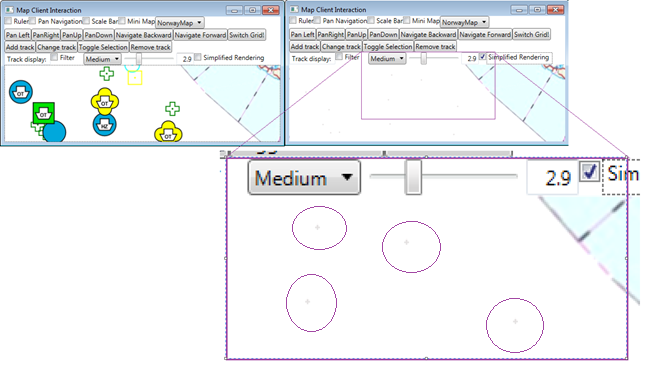 Map Client Interaction
Ruler Pan Navigation Scale Bar Mini Map NorwayMap
Pan Left PanRight PanUp PanDown Navigate Backward Navigate Forward Switch Grid!
Add track Change track Toggle Selection Remove track
Track display: Filter Medium 2.9 Simplified Rendering
OT
OT
OT
HZ
OT
Map Client Interaction
Ruler Pan Navigation Scale Bar Mini Map NorwayMap
Pan Left PanRight PanUp PanDown Navigate Backward Navigate Forward Switch Grid!
Add track Change track Toggle Selection Remove track
Track display: Filter Medium 2.9 Simplified Rendering
Medium 2.9 Sim